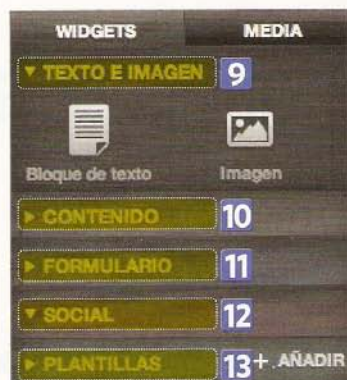 WIDGETS MEDIA
TEXTO E IMAGEN 9
Bloque de texto Imagen
CONTENIDO 10
FORMULARIO 11
SOCIAL 12
PLANTILLAS 13 + AÑADIR